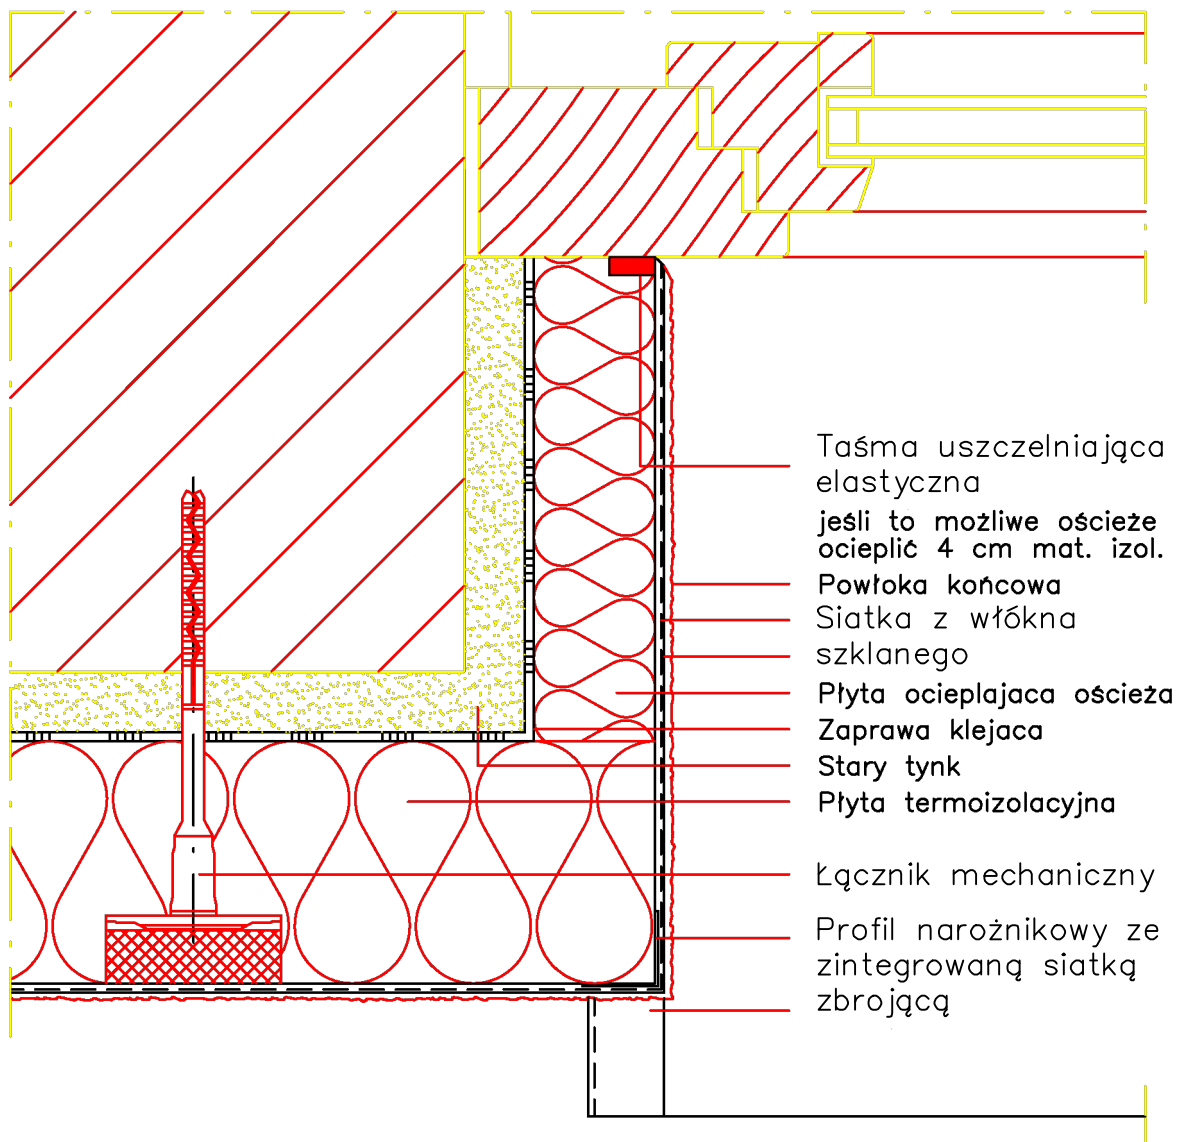 Taśma uszczelniająca
elastyczna
jeśli to możliwe ościeże
ocieplić 4 cm mat. izol.
Powłoka końcowa
Siatka z włókna
szklanego
Płyta ocieplajaca ościeża
Zaprawa klejaca
Stary tynk
Płyta termoizolacyjna
Łącznik mechaniczny
Profil narożnikowy ze
zintegrowaną siatką
zbrojącą